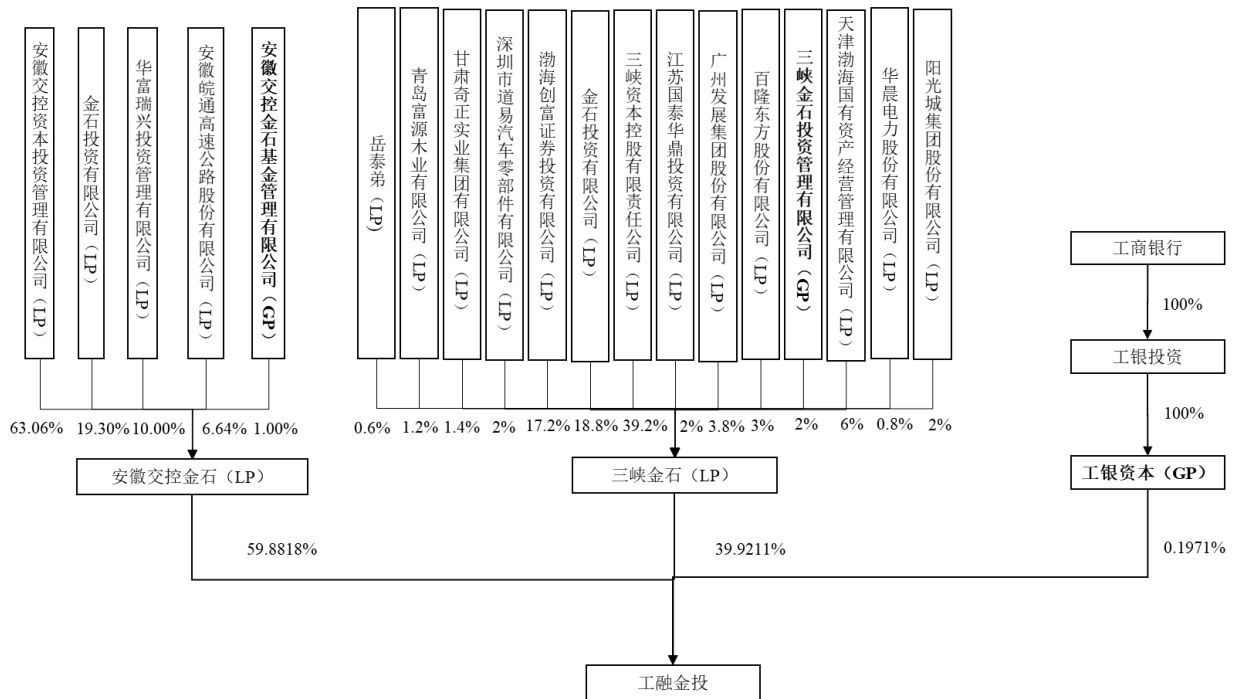 安徽交控资本投资管理有限公司（LP）
金石投资有限公司（LP）
华富瑞兴投资管理有限公司（LP）
安徽皖通高速公路股份有限公司（LP）
安徽交控金石基金管理有限公司（GP）
岳泰弟（LP）
青岛富源木业有限公司（LP）
甘肃奇正实业集团有限公司（LP）
深圳市道易汽车零部件有限公司（LP）
渤海创富证券投资有限公司（LP）
金石投资有限公司（LP）
三峡资本控股有限责任公司（LP）
江苏国泰华鼎投资有限公司（LP）
广州发展集团股份有限公司（LP）
百隆东方股份有限公司（LP）
三峡金石投资管理有限公司（GP）
天津渤海国有资产经营管理有限公司（LP）
华晨电力股份有限公司（LP）
阳光城集团股份有限公司（LP）
工商银行
100%
工银投资
63.06% 19.30% 10.00% 6.64% 1.00%
0.6% 1.2% 1.4% 2% 17.2% 18.8% 39.2% 2% 3.8% 3% 2% 6% 0.8% 2%
100%
安徽交控金石（LP）
三峡金石（LP）
工银资本（GP）
59.8818%
39.9211%
0.1971%
工融金投